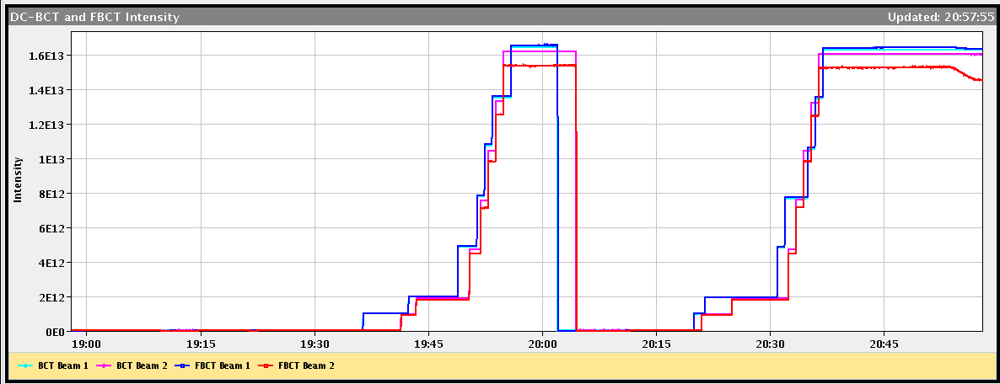 DC-BCT and FBCT Intensity Updated: 20:57:55
1.6E13
1.4E13
1.2E13
1E13
8E12
6E12
4E12
2E12
0E0
Intensity
19:00 19:15 19:30 19:45 20:00 20:15 20:30 20:45
BCT Beam 1 BCT Beam 2 FBCT Beam 1 FBCT Beam 2